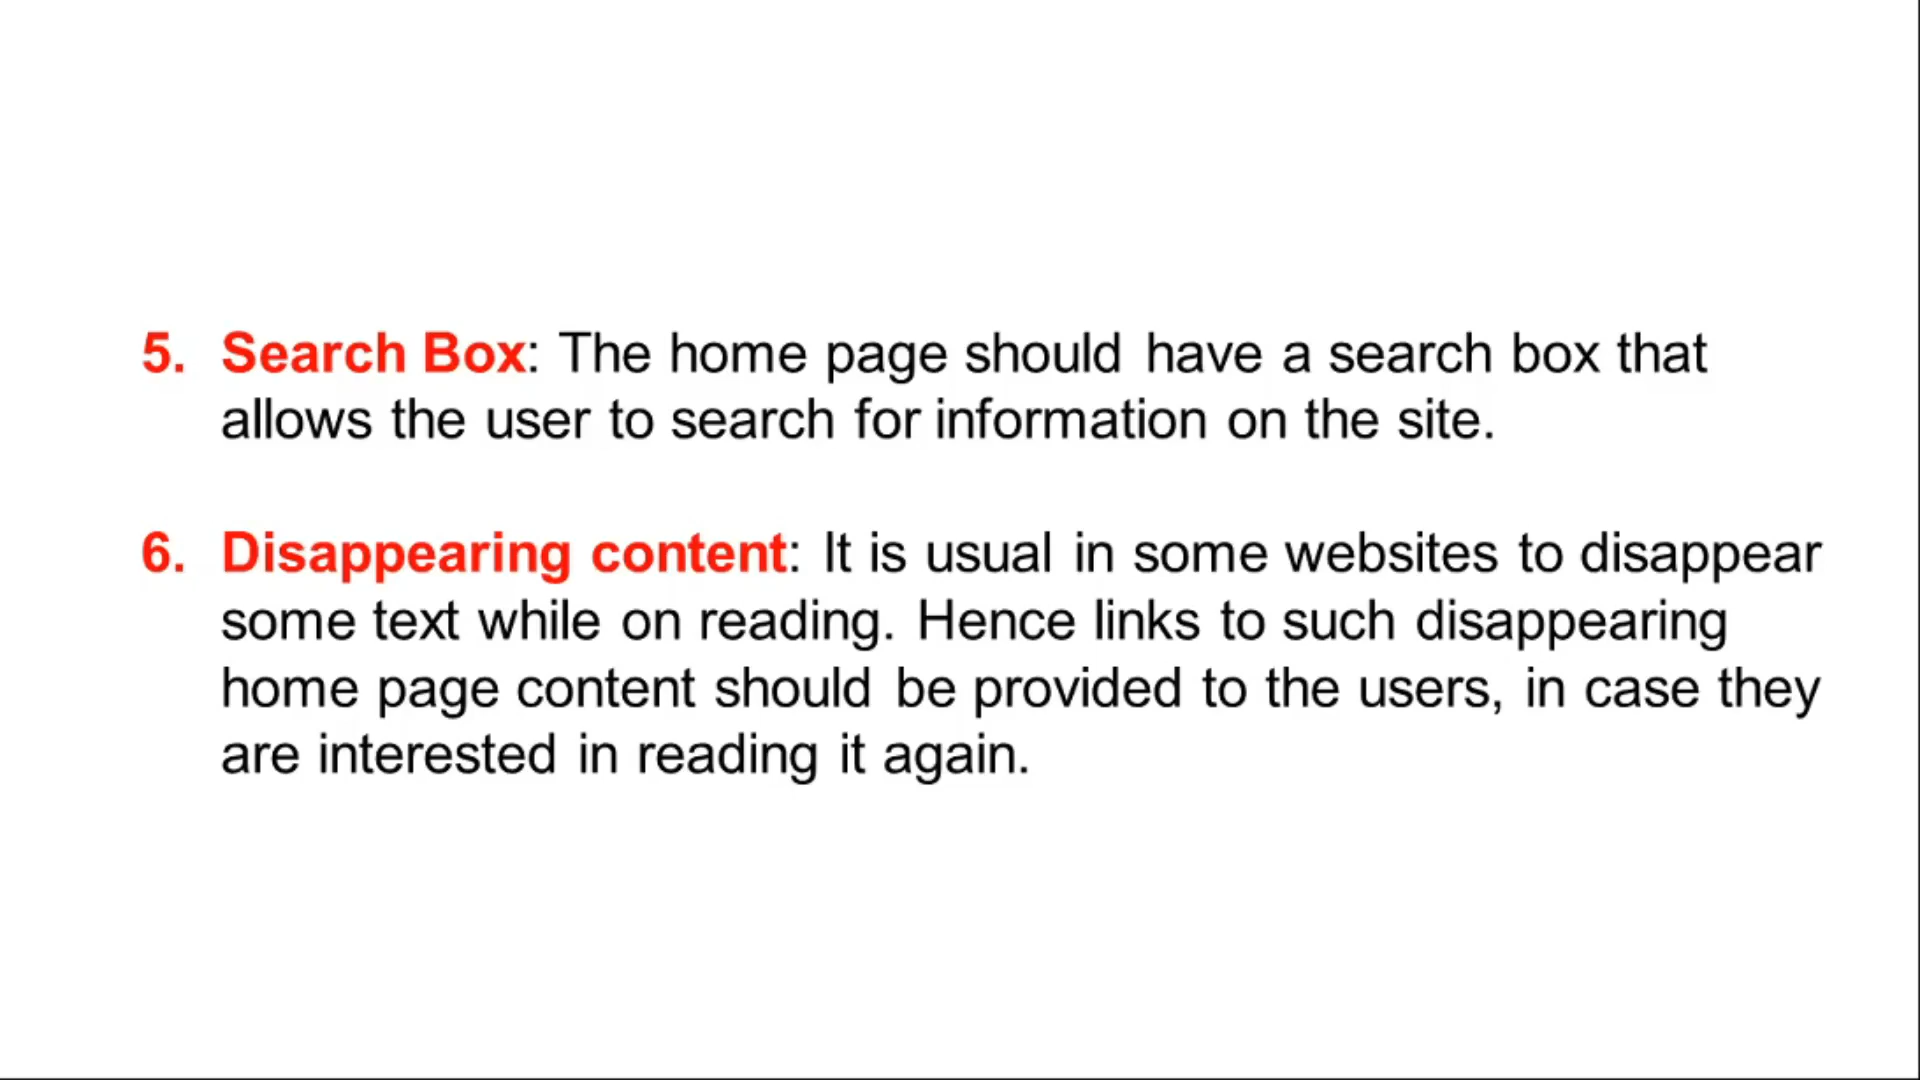 5. Search Box: The home page should have a search box that
allows the user to search for information on the site.
6. Disappearing content: It is usual in some websites to disappear
some text while on reading. Hence links to such disappearing
home page content should be provided to the users, in case they
are interested in reading it again.